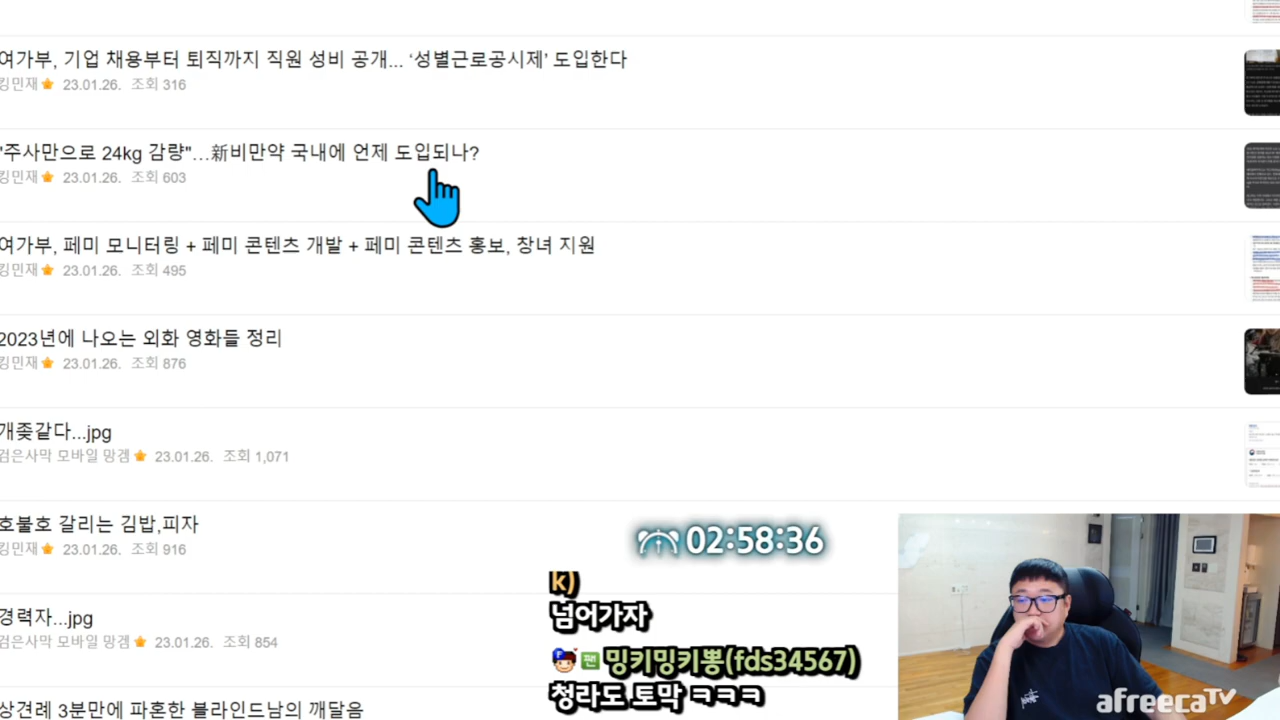 여가부, 기업 채용부터 퇴직까지 직원 성비 공개... ‘성별근로공시제’ 도입한다
킹민재 23.01.26. 조회 316
"주사만으로 24kg 감량"…新비만약 국내에 언제 도입되나?
킹민재 23.01.26. 조회 603
여가부, 페미 모니터링 + 페미 콘텐츠 개발 + 페미 콘텐츠 홍보, 창녀 지원
킹민재 23.01.26. 조회 495
2023년에 나오는 외화 영화들 정리
킹민재 23.01.26. 조회 876
개좆같다...jpg
검은사막 모바일 망겜 23.01.26. 조회 1,071
호불호 갈리는 김밥,피자
킹민재 23.01.26. 조회 916
경력자...jpg
검은사막 모바일 망겜 23.01.26. 조회 854
상견례 3분만에 파혼한 블라인드남의 깨달음
02:58:36
k)
넘어가자
팬 밍키밍키뽕(fds34567)
청라도 토막 ㅋㅋㅋ
afreecaTV